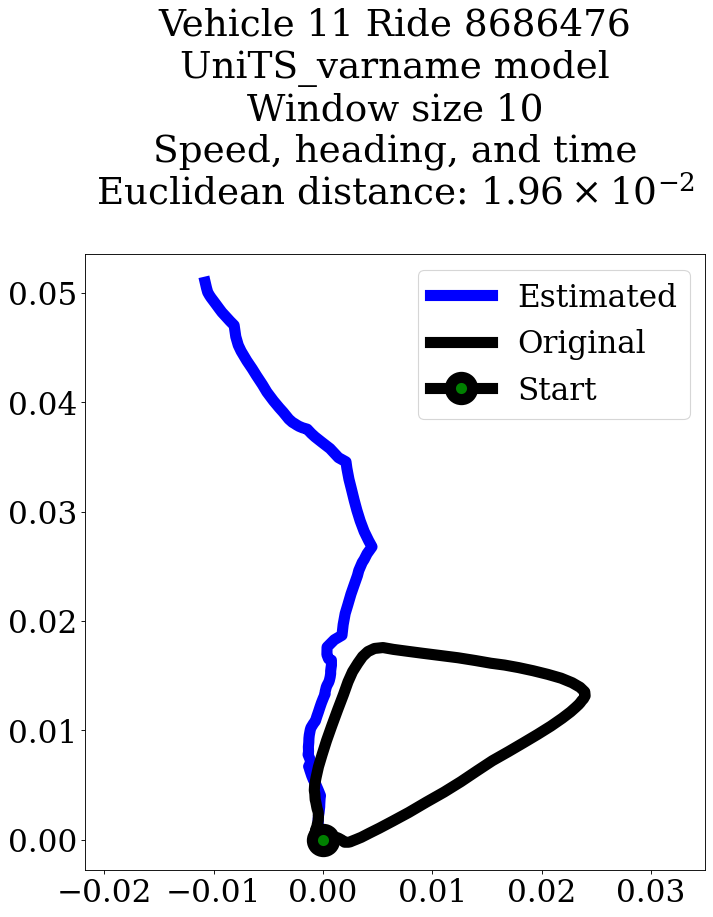 Vehicle 11 Ride 8686476
UniTS_varname model
Window size 10
Speed, heading, and time
Euclidean distance: 1.96 × 10⁻²
Estimated
Original
Start
0.05
0.04
0.03
0.02
0.01
0.00
−0.02 −0.01 0.00 0.01 0.02 0.03